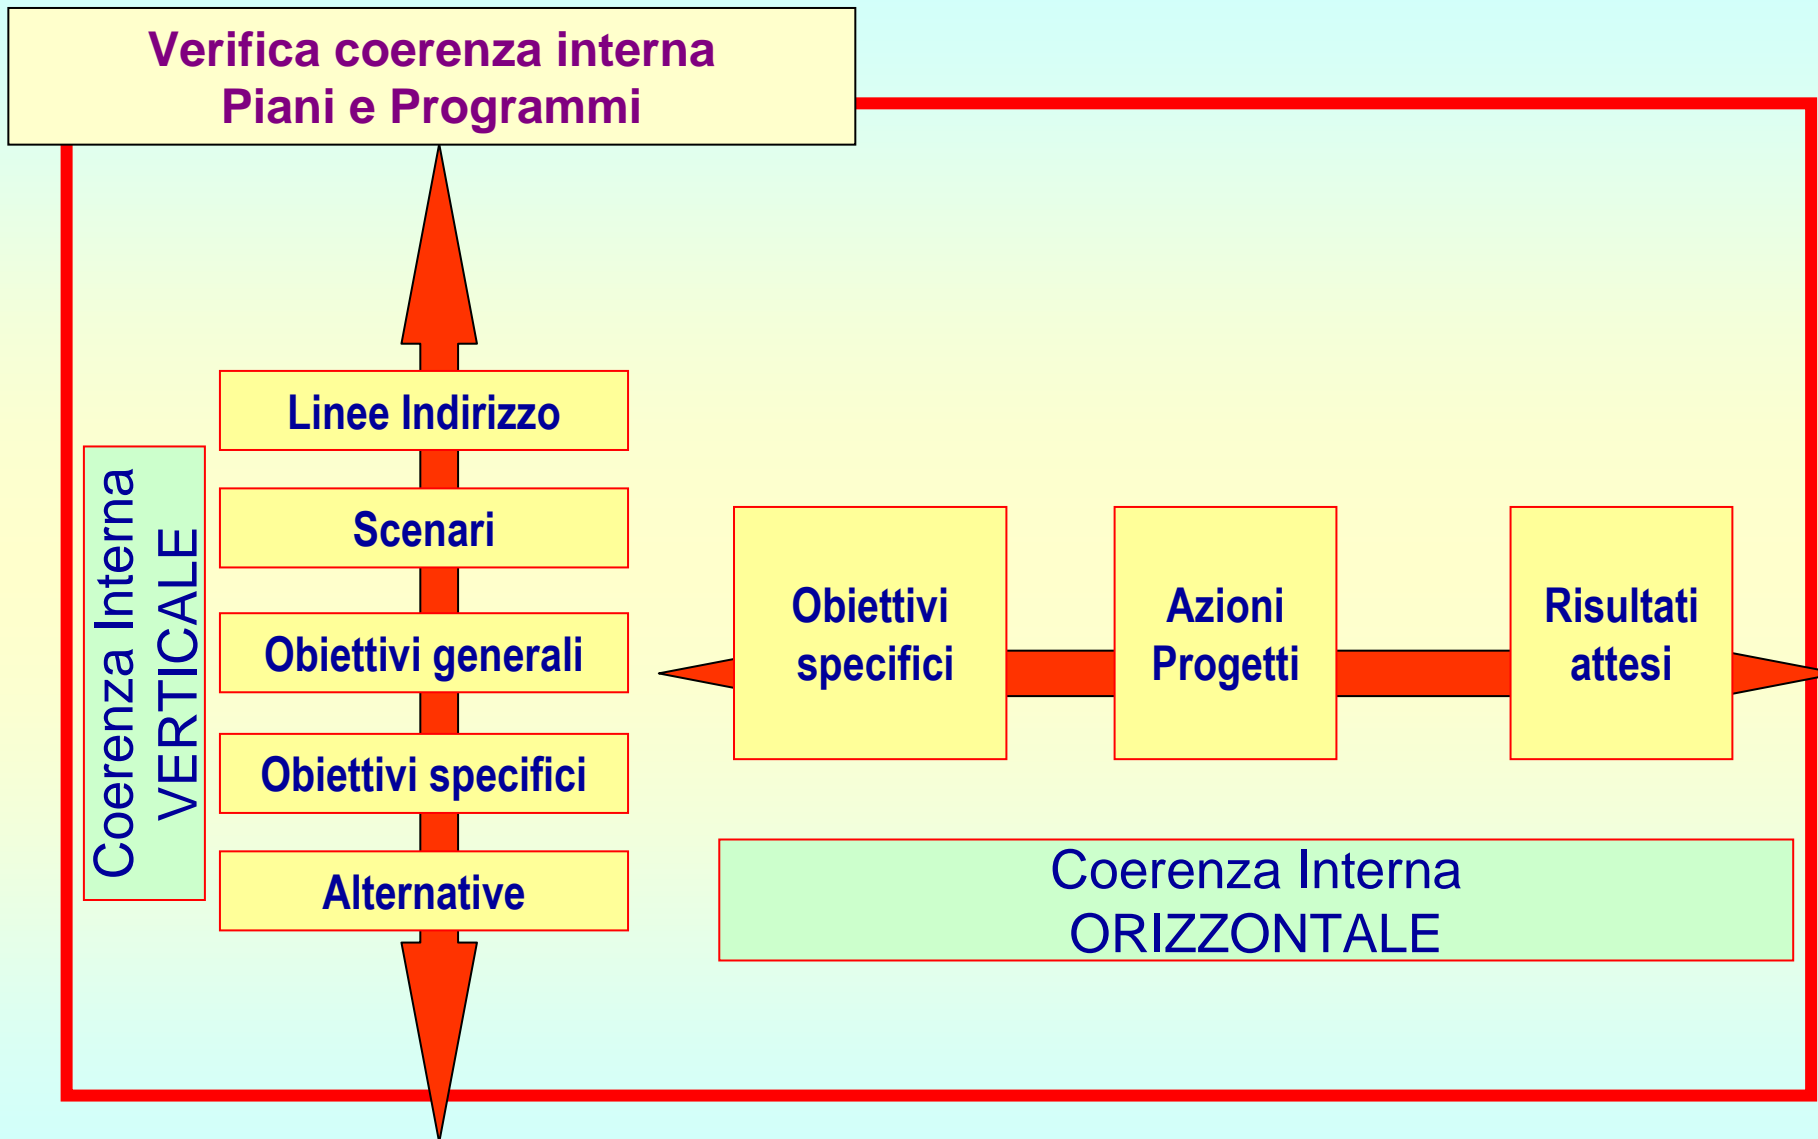 Verifica coerenza interna
Piani e Programmi
Coerenza Interna
VERTICALE
Linee Indirizzo
Scenari
Obiettivi generali
Obiettivi specifici
Alternative
Obiettivi
specifici
Azioni
Progetti
Risultati
attesi
Coerenza Interna
ORIZZONTALE